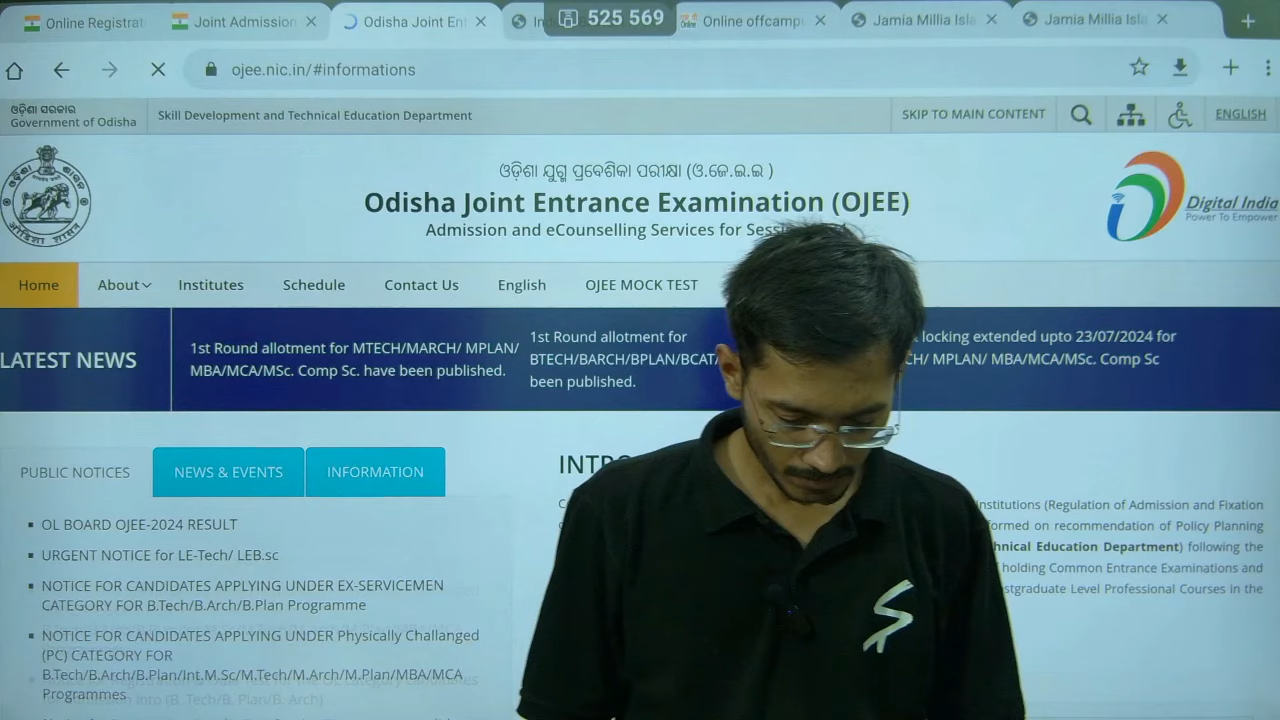 Online Registrat
Joint Admission
Odisha Joint Ent
525 569
Online offcampu
Jamia Millia Isla
Jamia Millia Isla
ojee.nic.in/#informations
ଓଡ଼ିଶା ସରକାର
Government of Odisha
Skill Development and Technical Education Department
SKIP TO MAIN CONTENT
ENGLISH
ଓଡ଼ିଶା ଯୁଗ୍ମ ପ୍ରବେଶିକା ପରୀକ୍ଷା (ଓ.ଜେ.ଇ.ଇ )
Odisha Joint Entrance Examination (OJEE)
Admission and eCounselling Services for
Digital India
Power To Empower
Home
About
Institutes
Schedule
Contact Us
English
OJEE MOCK TEST
LATEST NEWS
1st Round allotment for MTECH/MARCH/ MPLAN/
MBA/MCA/MSc. Comp Sc. have been published.
1st Round allotment for
BTECH/BARCH/BPLAN/BCAT
been published.
locking extended upto 23/07/2024 for
CH/ MPLAN/ MBA/MCA/MSc. Comp Sc
PUBLIC NOTICES
NEWS & EVENTS
INFORMATION
OL BOARD OJEE-2024 RESULT
URGENT NOTICE for LE-Tech/ LEB.sc
NOTICE FOR CANDIDATES APPLYING UNDER EX-SERVICEMEN
CATEGORY FOR B.Tech/B.Arch/B.Plan Programme
NOTICE FOR CANDIDATES APPLYING UNDER Physically Challanged
(PC) CATEGORY FOR
B.Tech/B.Arch/B.Plan/Int.M.Sc/M.Tech/M.Arch/M.Plan/MBA/MCA
Programmes
INTRO
nstitutions (Regulation of Admission and Fixation
ormed on recommendation of Policy Planning
hnical Education Department) following the
holding Common Entrance Examinations and
stgraduate Level Professional Courses in the